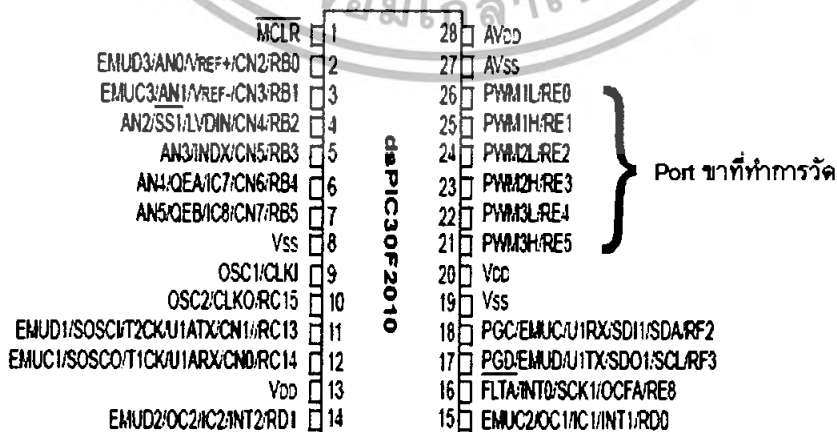 MCLR 1
EMUD3/AN0/VREF+/CN2/RB0 2
EMUC3/AN1/VREF-/CN3/RB1 3
AN2/SS1/LVDIN/CN4/RB2 4
AN3/INDX/CN5/RB3 5
AN4/QEA/IC7/CN6/RB4 6
AN5/QEB/IC8/CN7/RB5 7
VSS 8
OSC1/CLKI 9
OSC2/CLKO/RC15 10
EMUD1/SOSCI/T2CK/U1ATX/CN1/RC13 11
EMUC1/SOSCO/T1CK/U1ARX/CN0/RC14 12
VDD 13
EMUD2/OC2/IC2/INT2/RD1 14
dsPIC30F2010
28 AVDD
27 AVSS
26 PWM1L/RE0
25 PWM1H/RE1
24 PWM2L/RE2
23 PWM2H/RE3
22 PWM3L/RE4
21 PWM3H/RE5
20 VDD
19 VSS
18 PGC/EMUC/U1RX/SDI1/SDA/RF2
17 PGD/EMUD/U1TX/SDO1/SCL/RF3
16 FLTA/INT0/SCK1/OCFA/RE8
15 EMUC2/OC1/IC1/INT1/RD0
Port ขาที่ทำการวัด